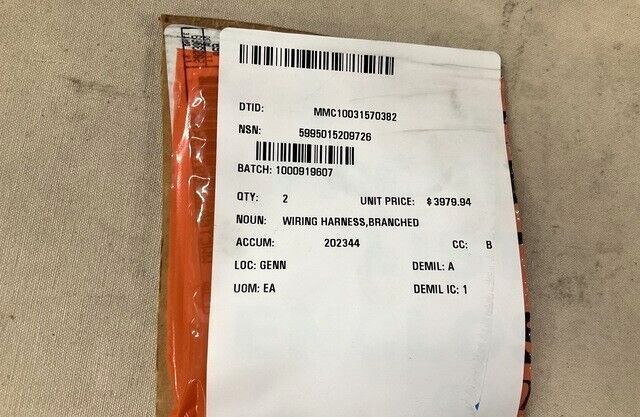 DTID: MMC10031570382
NSN: 5995015209726
BATCH: 1000919607
QTY: 2 UNIT PRICE: $3979.94
NOUN: WIRING HARNESS,BRANCHED
ACCUM: 202344 CC: B
LOC: GENN DEMIL: A
UOM: EA DEMIL IC: 1